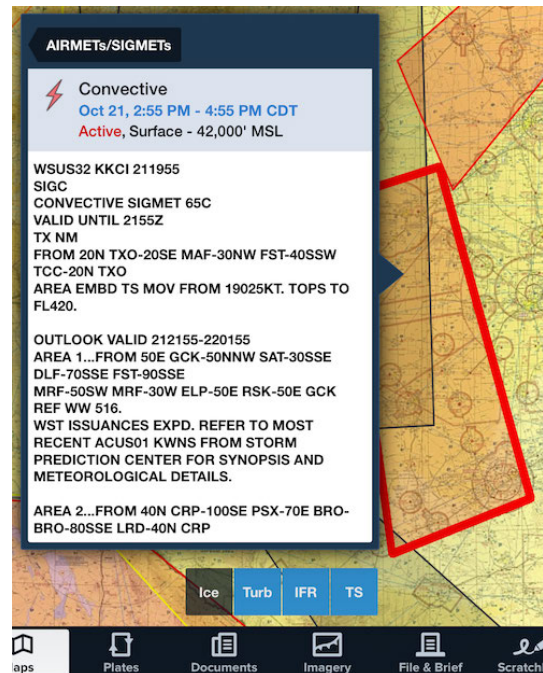 AIRMETs/SIGMETs
Convective
Oct 21, 2:55 PM - 4:55 PM CDT
Active, Surface - 42,000' MSL
WSUS32 KKCI 211955
SIGC
CONVECTIVE SIGMET 65C
VALID UNTIL 2155Z
TX NM
FROM 20N TXO-20SE MAF-30NW FST-40SSW
TCC-20N TXO
AREA EMBD TS MOV FROM 19025KT. TOPS TO
FL420.
OUTLOOK VALID 212155-220155
AREA 1...FROM 50E GCK-50NNW SAT-30SSE
DLF-70SSE FST-90SSE
MRF-50SW MRF-30W ELP-50E RSK-50E GCK
REF WW 516.
WST ISSUANCES EXPD. REFER TO MOST
RECENT ACUS01 KWNS FROM STORM
PREDICTION CENTER FOR SYNOPSIS AND
METEOROLOGICAL DETAILS.
AREA 2...FROM 40N CRP-100SE PSX-70E BRO-
BRO-80SSE LRD-40N CRP
Ice Turb IFR TS
aps Plates Documents Imagery File & Brief Scratch